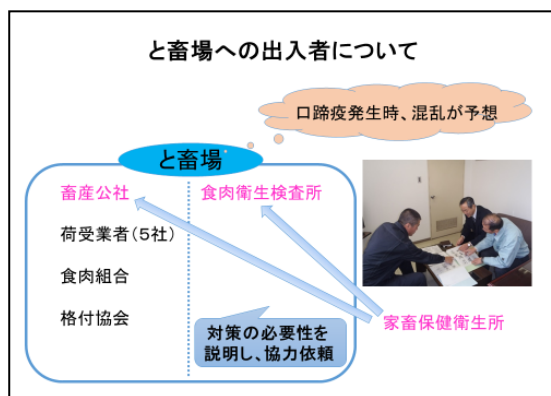 と畜場への出入者について
口蹄疫発生時、混乱が予想
と畜場
畜産公社
食肉衛生検査所
荷受業者(5社)
食肉組合
格付協会
対策の必要性を
説明し、協力依頼
家畜保健衛生所